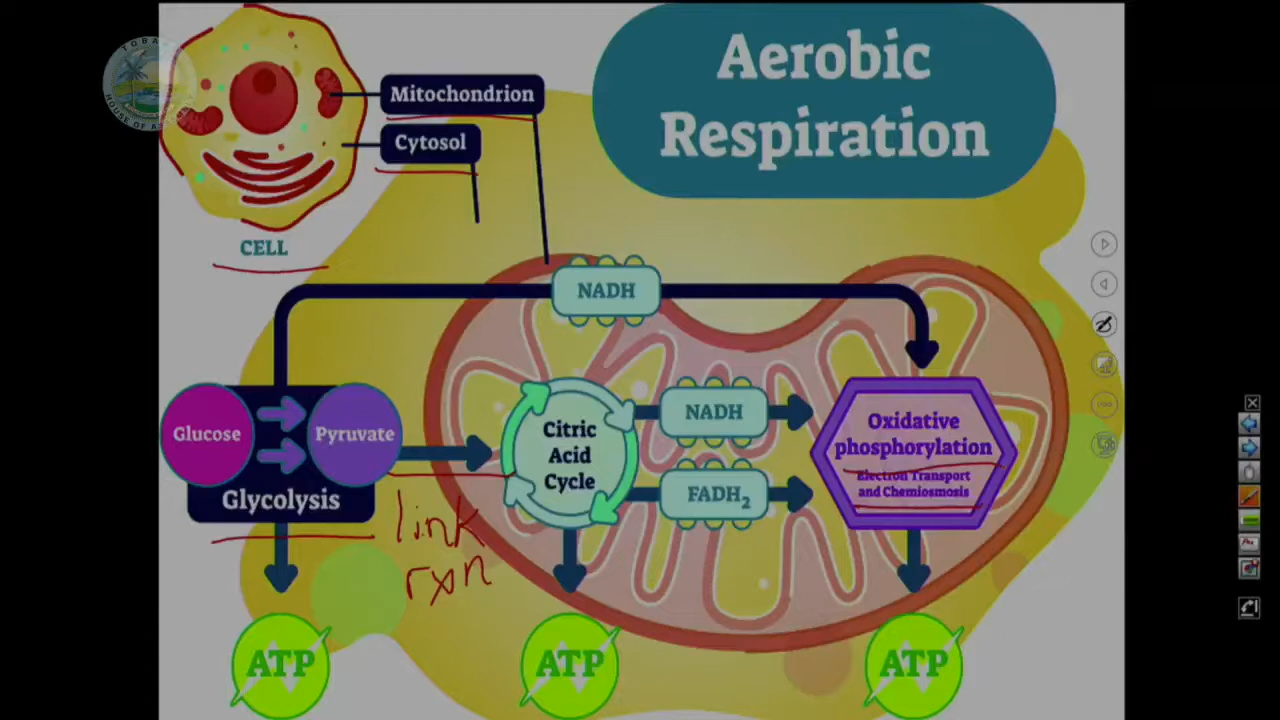 Aerobic
Respiration
Mitochondrion
Cytosol
CELL
NADH
Glucose
Pyruvate
Glycolysis
link
rxn
Citric
Acid
Cycle
NADH
FADH₂
Oxidative
phosphorylation
Electron Transport
and Chemiosmosis
ATP
ATP
ATP